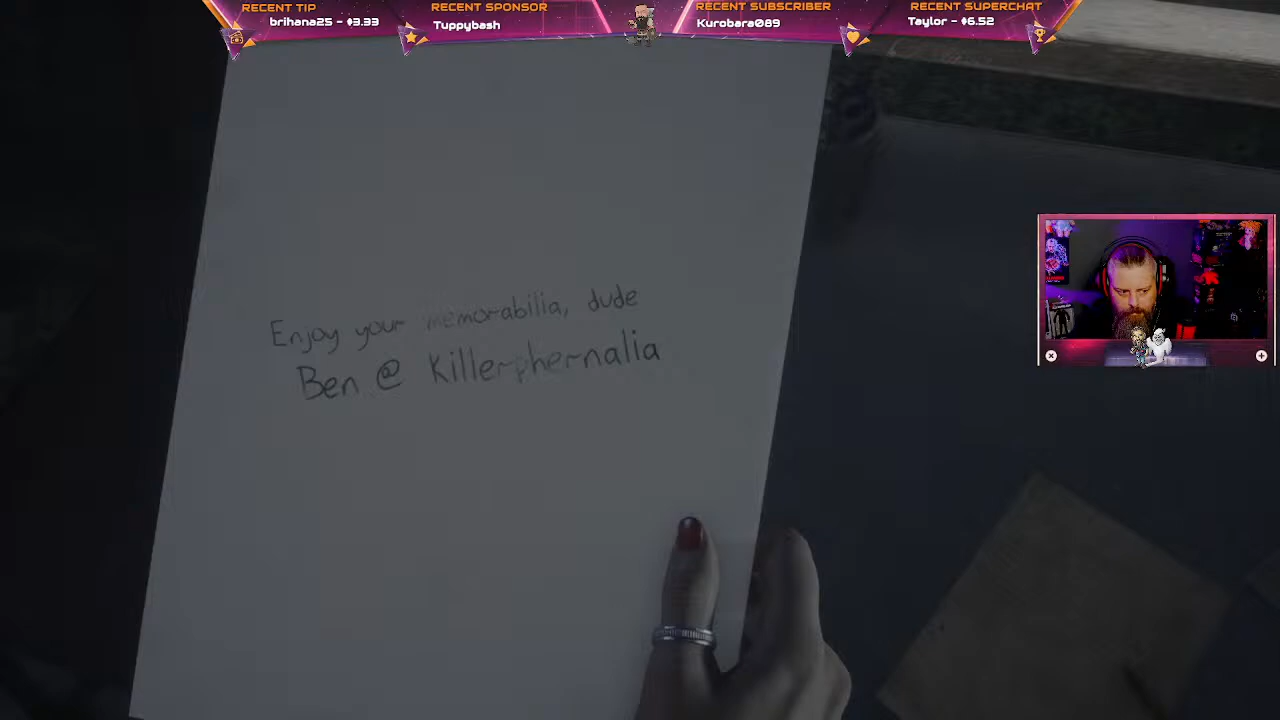 RECENT TIP
brihana25 - $3.33
RECENT SPONSOR
Tuppybash
RECENT SUBSCRIBER
Kurobara089
RECENT SUPERCHAT
Taylor - $6.52
Enjoy your memorabilia, dude
Ben @ Killerphernalia